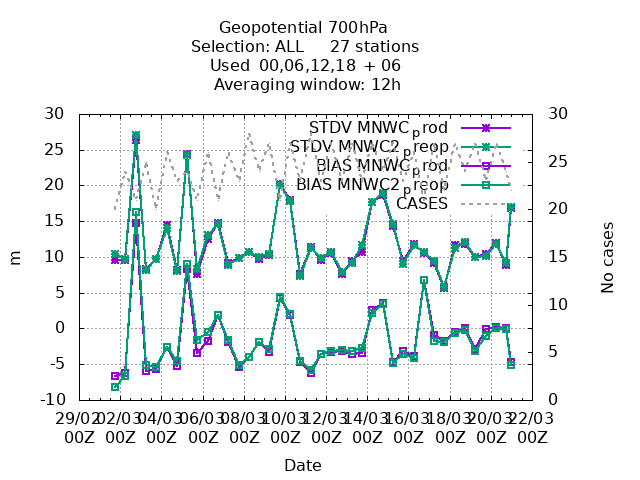 Geopotential 700hPa
Selection: ALL 27 stations
Used 00,06,12,18 + 06
Averaging window: 12h
STDV MNWC_prod
STDV MNWC2_preop
BIAS MNWC_prod
BIAS MNWC2_preop
CASES
30
25
20
15
10
5
0
-5
-10
m
30
25
20
15
10
5
0
No cases
29/02 02/03 04/03 06/03 08/03 10/03 12/03 14/03 16/03 18/03 20/03 22/03
00Z 00Z 00Z 00Z 00Z 00Z 00Z 00Z 00Z 00Z 00Z 00Z
Date